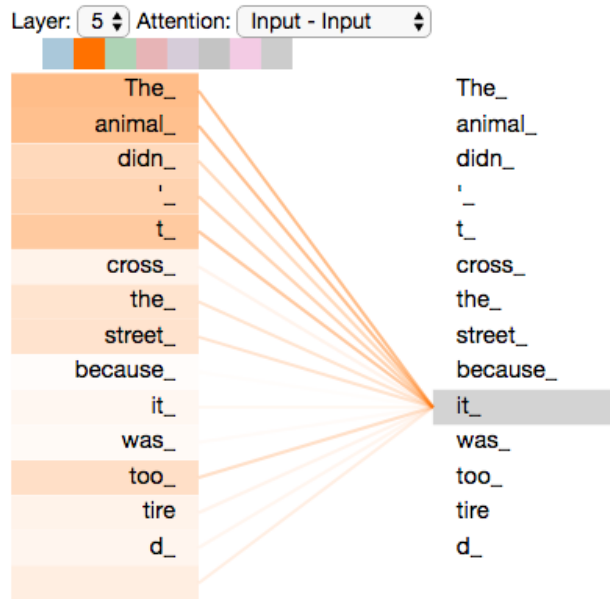 Layer: 5 Attention: Input - Input
The_ The_
animal_ animal_
didn_ didn_
'_ '_
t_ t_
cross_ cross_
the_ the_
street_ street_
because_ because_
it_ it_
was_ was_
too_ too_
tire tire
d_ d_